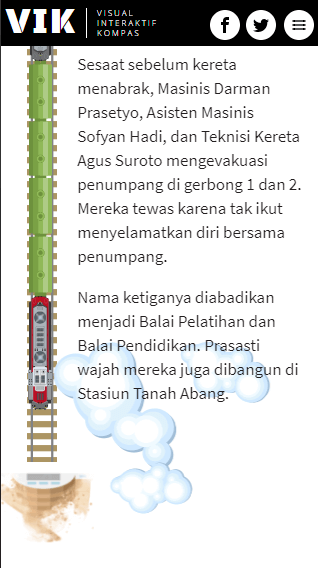 VIK
VISUAL
INTERAKTIF
KOMPAS
Sesaat sebelum kereta
menabrak, Masinis Darman
Prasetyo, Asisten Masinis
Sofyan Hadi, dan Teknisi Kereta
Agus Suroto mengevakuasi
penumpang di gerbong 1 dan 2.
Mereka tewas karena tak ikut
menyelamatkan diri bersama
penumpang.
Nama ketiganya diabadikan
menjadi Balai Pelatihan dan
Balai Pendidikan. Prasasti
wajah mereka juga dibangun di
Stasiun Tanah Abang.